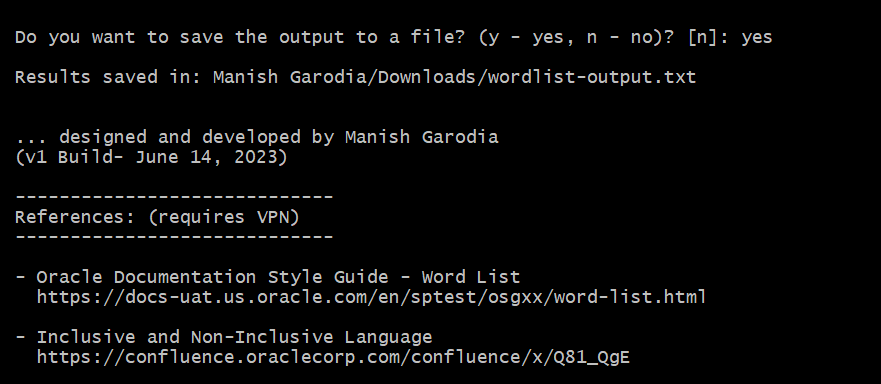 Do you want to save the output to a file? (y - yes, n - no)? [n]: yes
Results saved in: Manish Garodia/Downloads/wordlist-output.txt
... designed and developed by Manish Garodia
(v1 Build- June 14, 2023)
-----------------------------
References: (requires VPN)
-----------------------------
- Oracle Documentation Style Guide - Word List
https://docs-uat.us.oracle.com/en/sptest/osgxx/word-list.html
- Inclusive and Non-Inclusive Language
https://confluence.oraclecorp.com/confluence/x/Q81_QgE